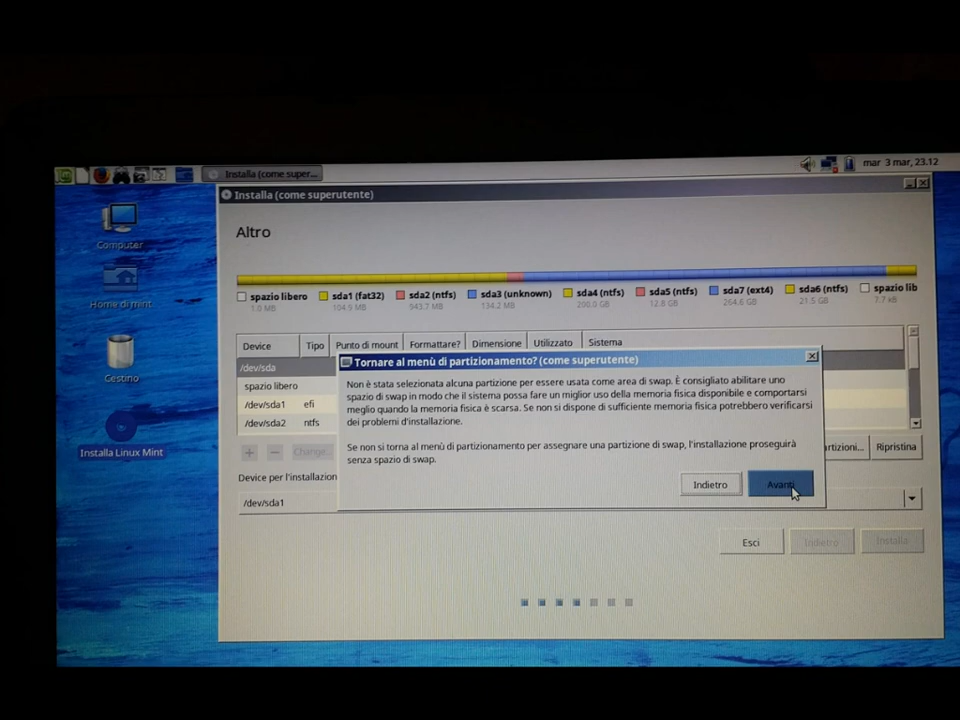 Installa (come super...
mar 3 mar, 23.12
Installa (come superutente)
Computer
Home di mint
Cestino
Installa Linux Mint
Altro
spazio libero
1.0 MB
sda1 (fat32)
104.9 MB
sda2 (ntfs)
943.7 MB
sda3 (unknown)
134.2 MB
sda4 (ntfs)
200.0 GB
sda5 (ntfs)
12.8 GB
sda7 (ext4)
264.6 GB
sda6 (ntfs)
21.5 GB
spazio lib
7.7 kB
Device Tipo Punto di mount Formattare? Dimensione Utilizzato Sistema
/dev/sda
spazio libero
/dev/sda1 efi
/dev/sda2 ntfs
+ − Change
rtizioni... Ripristina
Device per l'installazion
/dev/sda1
Tornare al menù di partizionamento? (come superutente)
Non è stata selezionata alcuna partizione per essere usata come area di swap. È consigliato abilitare uno
spazio di swap in modo che il sistema possa fare un miglior uso della memoria fisica disponibile e comportarsi
meglio quando la memoria fisica è scarsa. Se non si dispone di sufficiente memoria fisica potrebbero verificarsi
dei problemi d'installazione.
Se non si torna al menù di partizionamento per assegnare una partizione di swap, l'installazione proseguirà
senza spazio di swap.
Indietro Avanti
Esci Indietro Installa